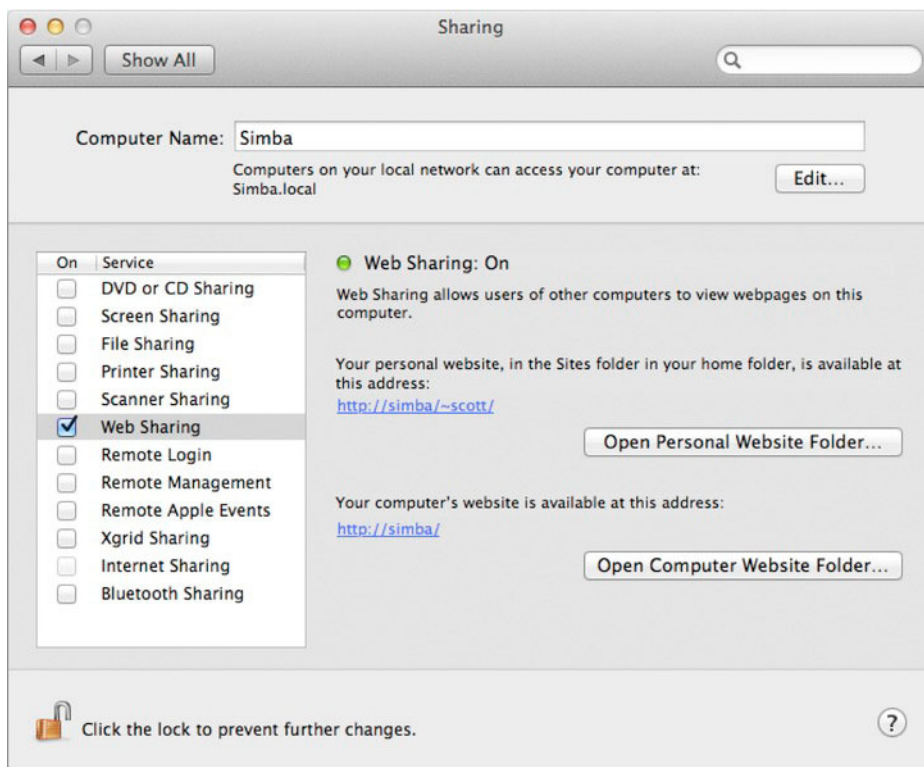 Sharing
Show All
Computer Name: Simba
Computers on your local network can access your computer at:
Simba.local
Edit...
On Service
DVD or CD Sharing
Screen Sharing
File Sharing
Printer Sharing
Scanner Sharing
Web Sharing
Remote Login
Remote Management
Remote Apple Events
Xgrid Sharing
Internet Sharing
Bluetooth Sharing
Web Sharing: On
Web Sharing allows users of other computers to view webpages on this
computer.
Your personal website, in the Sites folder in your home folder, is available at
this address:
http://simba/~scott/
Open Personal Website Folder...
Your computer's website is available at this address:
http://simba/
Open Computer Website Folder...
Click the lock to prevent further changes.
?